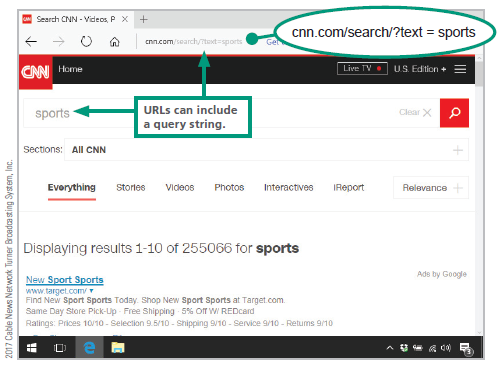 Search CNN - Videos, P
cnn.com/search/?text=sports
cnn.com/search/?text = sports
CNN
Home
Live TV
U.S. Edition +
sports
URLs can include
a query string.
Clear
Sections: All CNN
Everything Stories Videos Photos Interactives iReport Relevance
Displaying results 1-10 of 255066 for sports
New Sport Sports
www.target.com/
Find New Sport Sports Today. Shop New Sport Sports at Target.com.
Same Day Store Pick-Up · Free Shipping · 5% Off W/ REDcard
Ratings: Prices 10/10 - Selection 9.5/10 - Shipping 9/10 - Service 9/10 - Returns 9/10
Ads by Google
2017 Cable News Network Turner Broadcasting System, Inc.
3